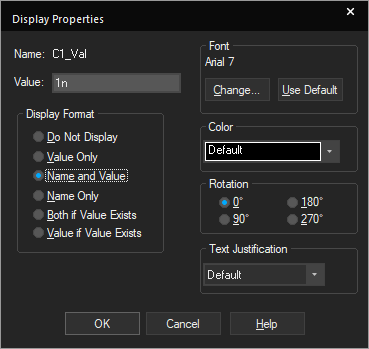 Display Properties
Name: C1_Val
Value: 1n
Display Format
Do Not Display
Value Only
Name and Value
Name Only
Both if Value Exists
Value if Value Exists
Font
Arial 7
Change... Use Default
Color
Default
Rotation
0° 180°
90° 270°
Text Justification
Default
OK Cancel Help